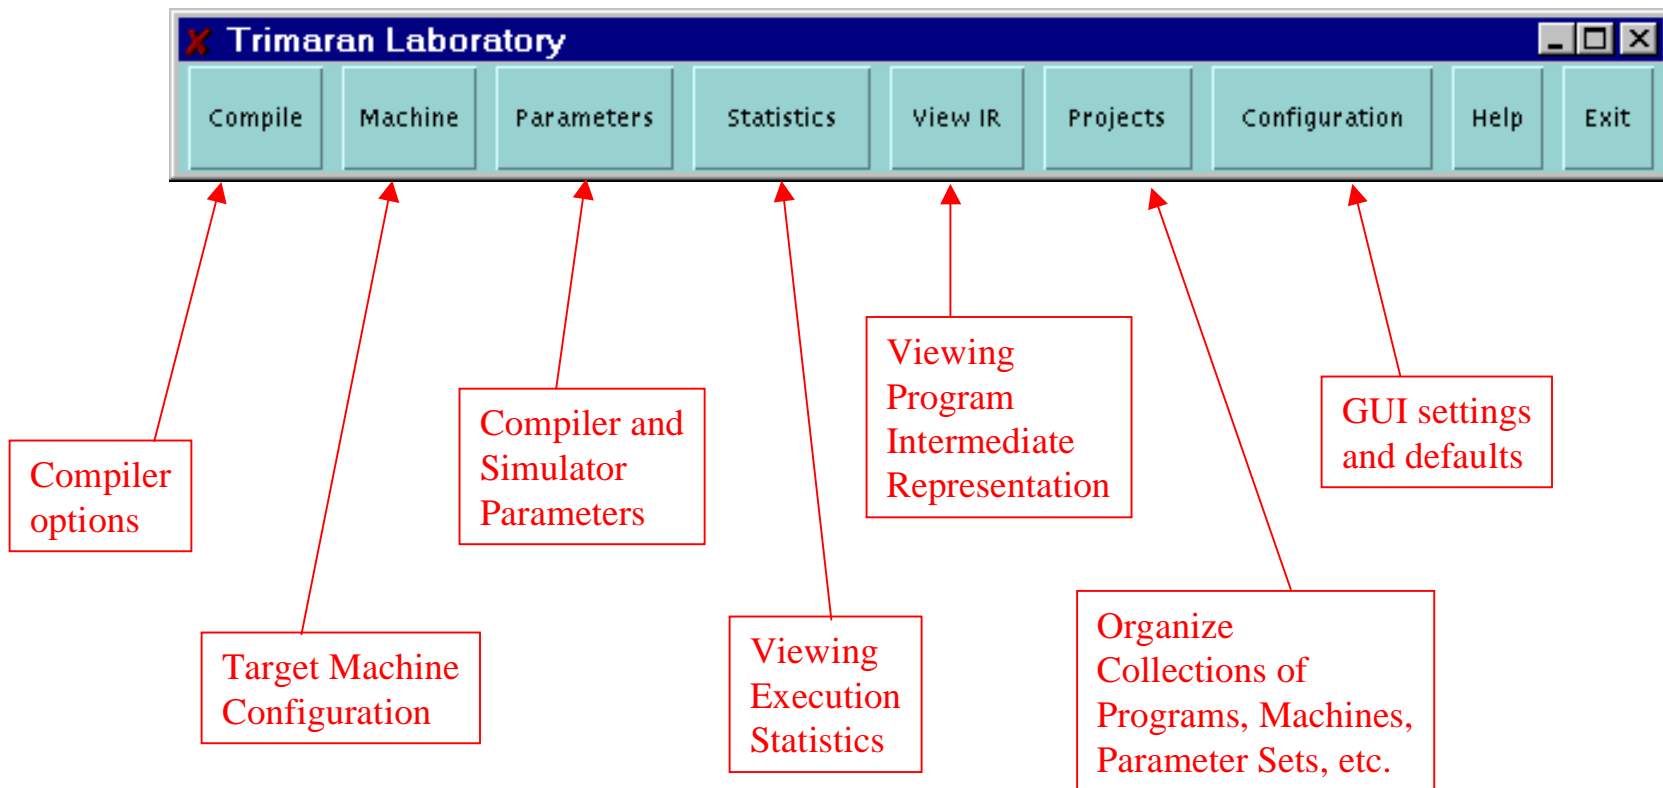 Trimaran Laboratory
Compile Machine Parameters Statistics View IR Projects Configuration Help Exit
Compiler
options
Target Machine
Configuration
Compiler and
Simulator
Parameters
Viewing
Execution
Statistics
Viewing
Program
Intermediate
Representation
Organize
Collections of
Programs, Machines,
Parameter Sets, etc.
GUI settings
and defaults